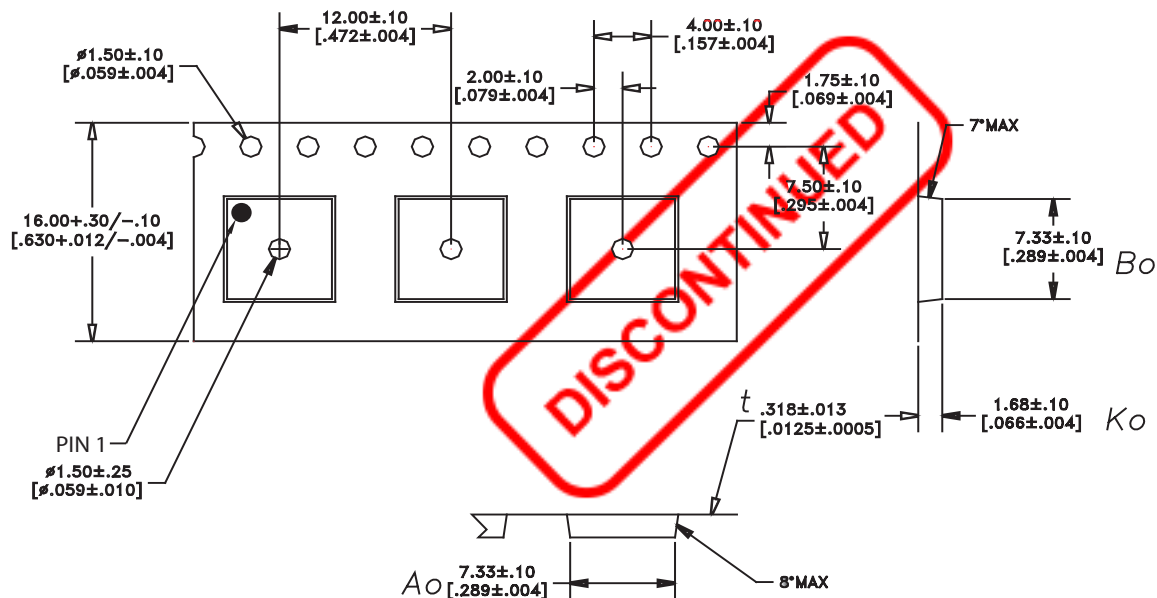 12.00±.10
[.472±.004]
4.00±.10
[.157±.004]
ø1.50±.10
[ø.059±.004]
2.00±.10
[.079±.004]
1.75±.10
[.069±.004]
7°MAX
DISCONTINUED
7.50±.10
[.295±.004]
16.00+.30/-.10
[.630+.012/-.004]
7.33±.10
[.289±.004]
Bo
t
.318±.013
[.0125±.0005]
1.68±.10
[.066±.004]
Ko
PIN 1
ø1.50±.25
[ø.059±.010]
Ao
7.33±.10
[.289±.004]
8°MAX